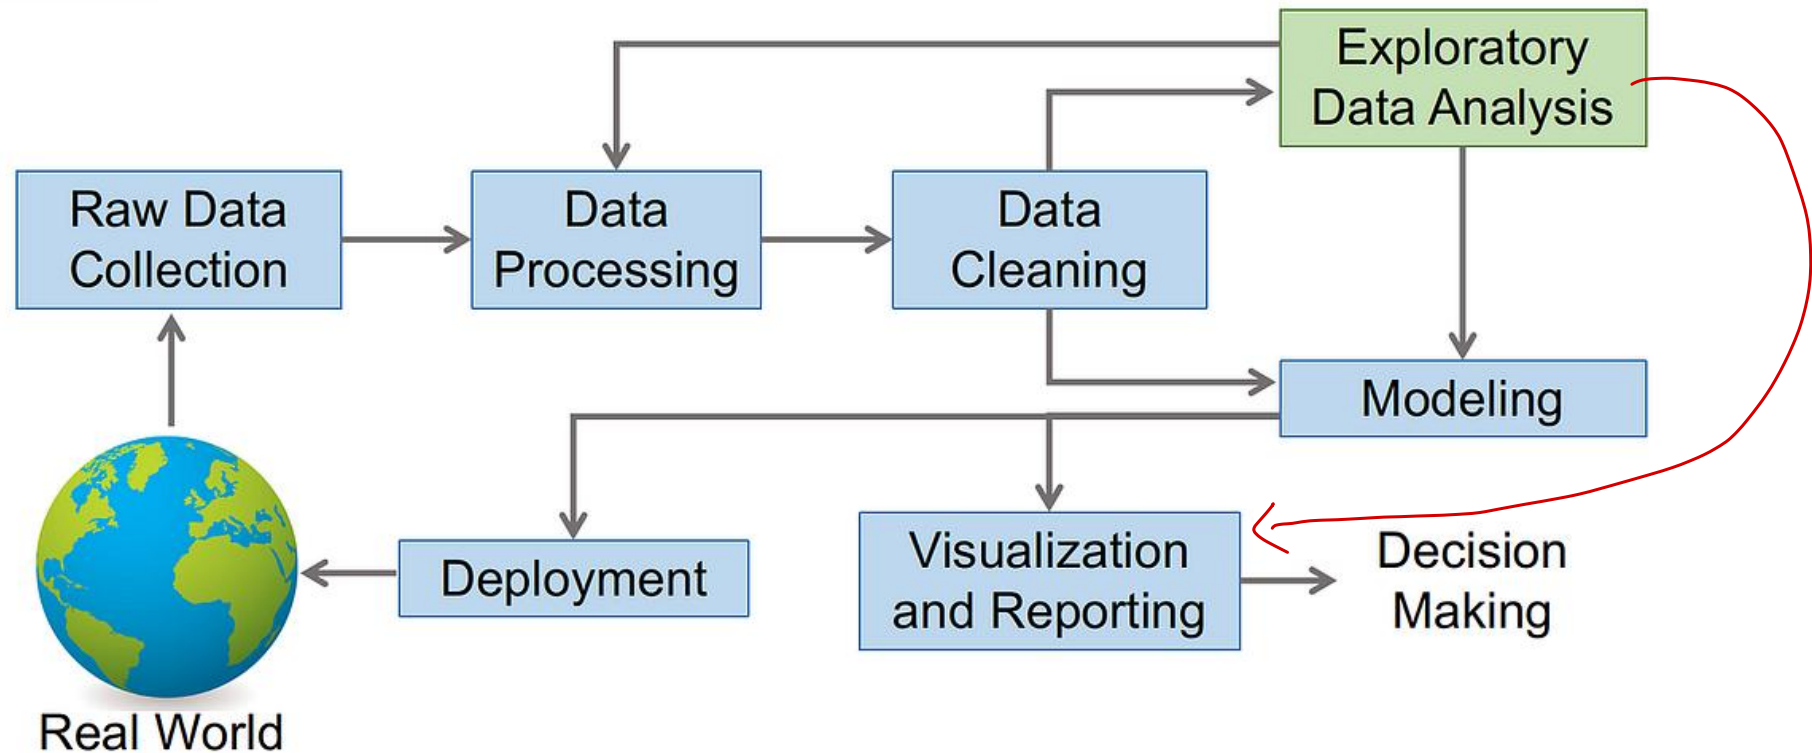 Exploratory
Data Analysis
Raw Data
Collection
Data
Processing
Data
Cleaning
Modeling
Deployment
Visualization
and Reporting
Decision
Making
Real World